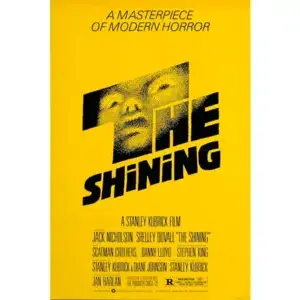 A MASTERPIECE
OF MODERN HORROR
THE
SHiNiNG
A STANLEY KUBRICK FILM
JACK NICHOLSON SHELLEY DUVALL "THE SHINING"
SCATMAN CROTHERS, DANNY LLOYD STEPHEN KING
STANLEY KUBRICK & DIANE JOHNSON STANLEY KUBRICK
JAN HARLAN
R